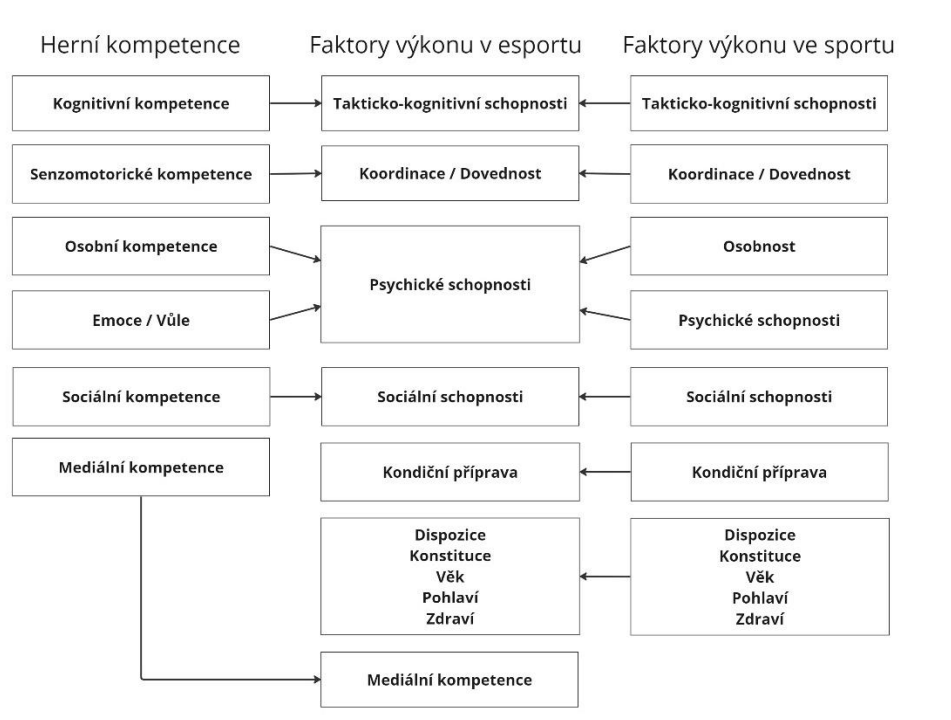 Herní kompetence
Faktory výkonu v esportu
Faktory výkonu ve sportu
Kognitivní kompetence
Takticko-kognitivní schopnosti
Takticko-kognitivní schopnosti
Senzomotorické kompetence
Koordinace / Dovednost
Koordinace / Dovednost
Osobní kompetence
Psychické schopnosti
Osobnost
Emoce / Vůle
Psychické schopnosti
Sociální kompetence
Sociální schopnosti
Sociální schopnosti
Mediální kompetence
Kondiční příprava
Kondiční příprava
Dispozice
Konstituce
Věk
Pohlaví
Zdraví
Dispozice
Konstituce
Věk
Pohlaví
Zdraví
Mediální kompetence